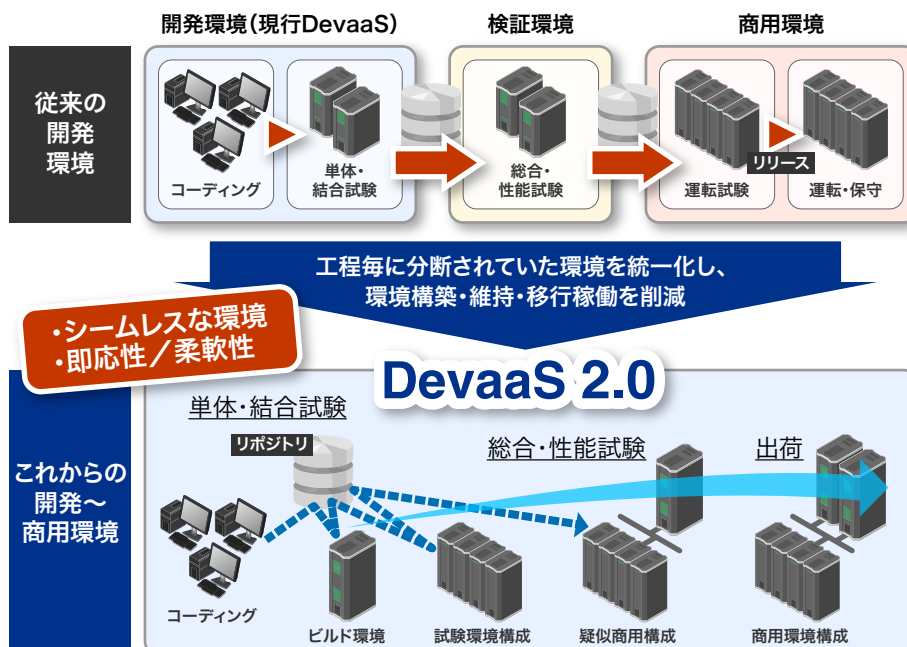 開発環境(現行DevaaS)
検証環境
商用環境
従来の
開発
環境
コーディング
単体・
結合試験
総合・
性能試験
運転試験
リリース
運転・保守
工程毎に分断されていた環境を統一化し、
環境構築・維持・移行稼働を削減
・シームレスな環境
・即応性／柔軟性
DevaaS 2.0
これからの
開発〜
商用環境
単体・結合試験
リポジトリ
総合・性能試験
出荷
コーディング
ビルド環境
試験環境構成
疑似商用構成
商用環境構成